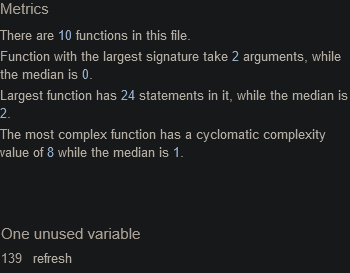 Metrics
There are 10 functions in this file.
Function with the largest signature take 2 arguments, while
the median is 0.
Largest function has 24 statements in it, while the median is
2.
The most complex function has a cyclomatic complexity
value of 8 while the median is 1.
One unused variable
139 refresh